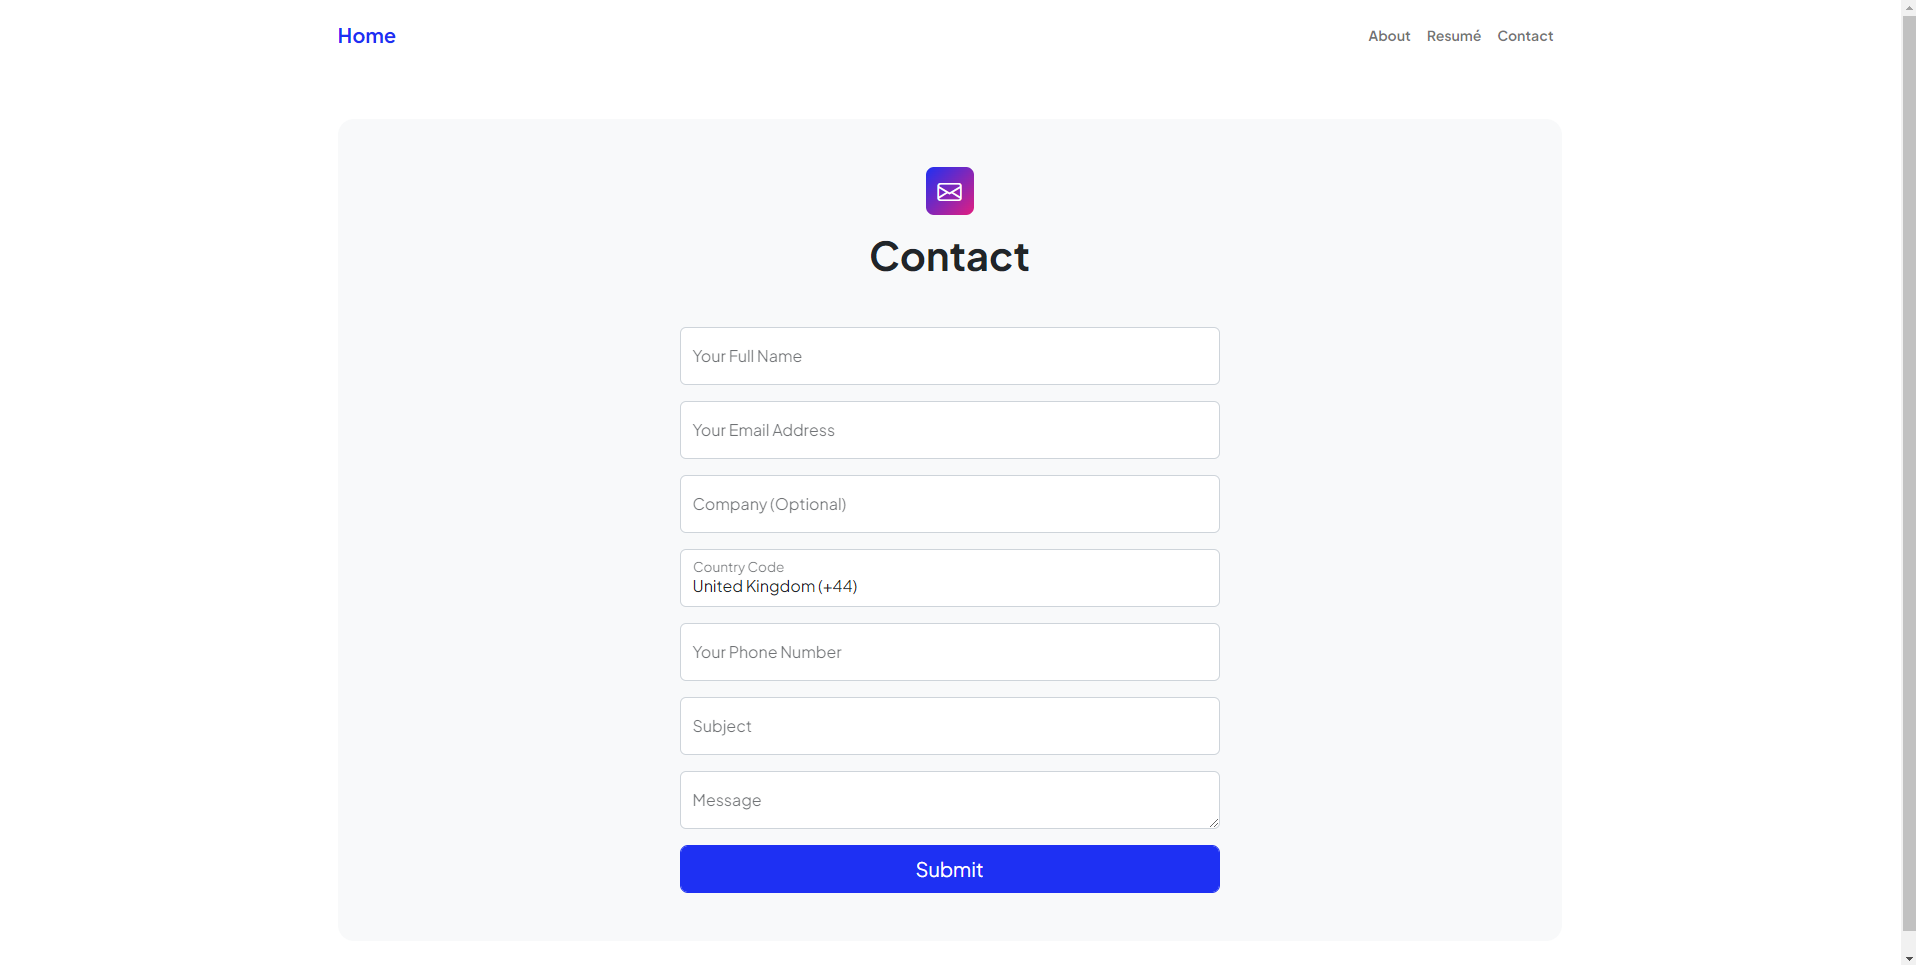 Home
About Resumé Contact
Contact
Your Full Name
Your Email Address
Company (Optional)
Country Code
United Kingdom (+44)
Your Phone Number
Subject
Message
Submit